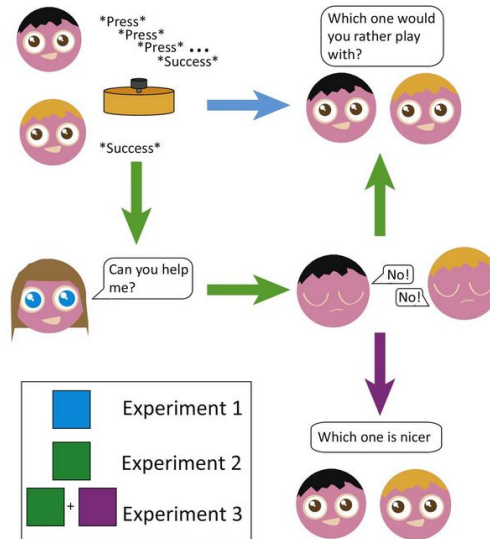 *Press*
*Press*
*Press* ...
*Success*
Which one would
you rather play
with?
*Success*
Can you help
me?
No!
No!
Which one is nicer
Experiment 1
Experiment 2
+
Experiment 3